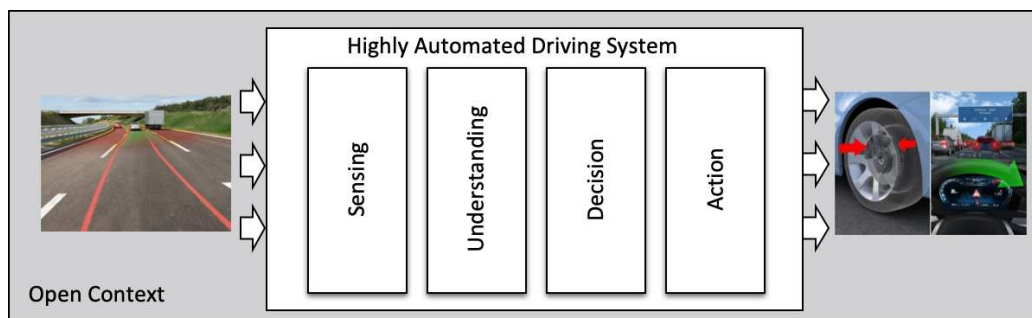 Highly Automated Driving System
Sensing
Understanding
Decision
Action
Open Context